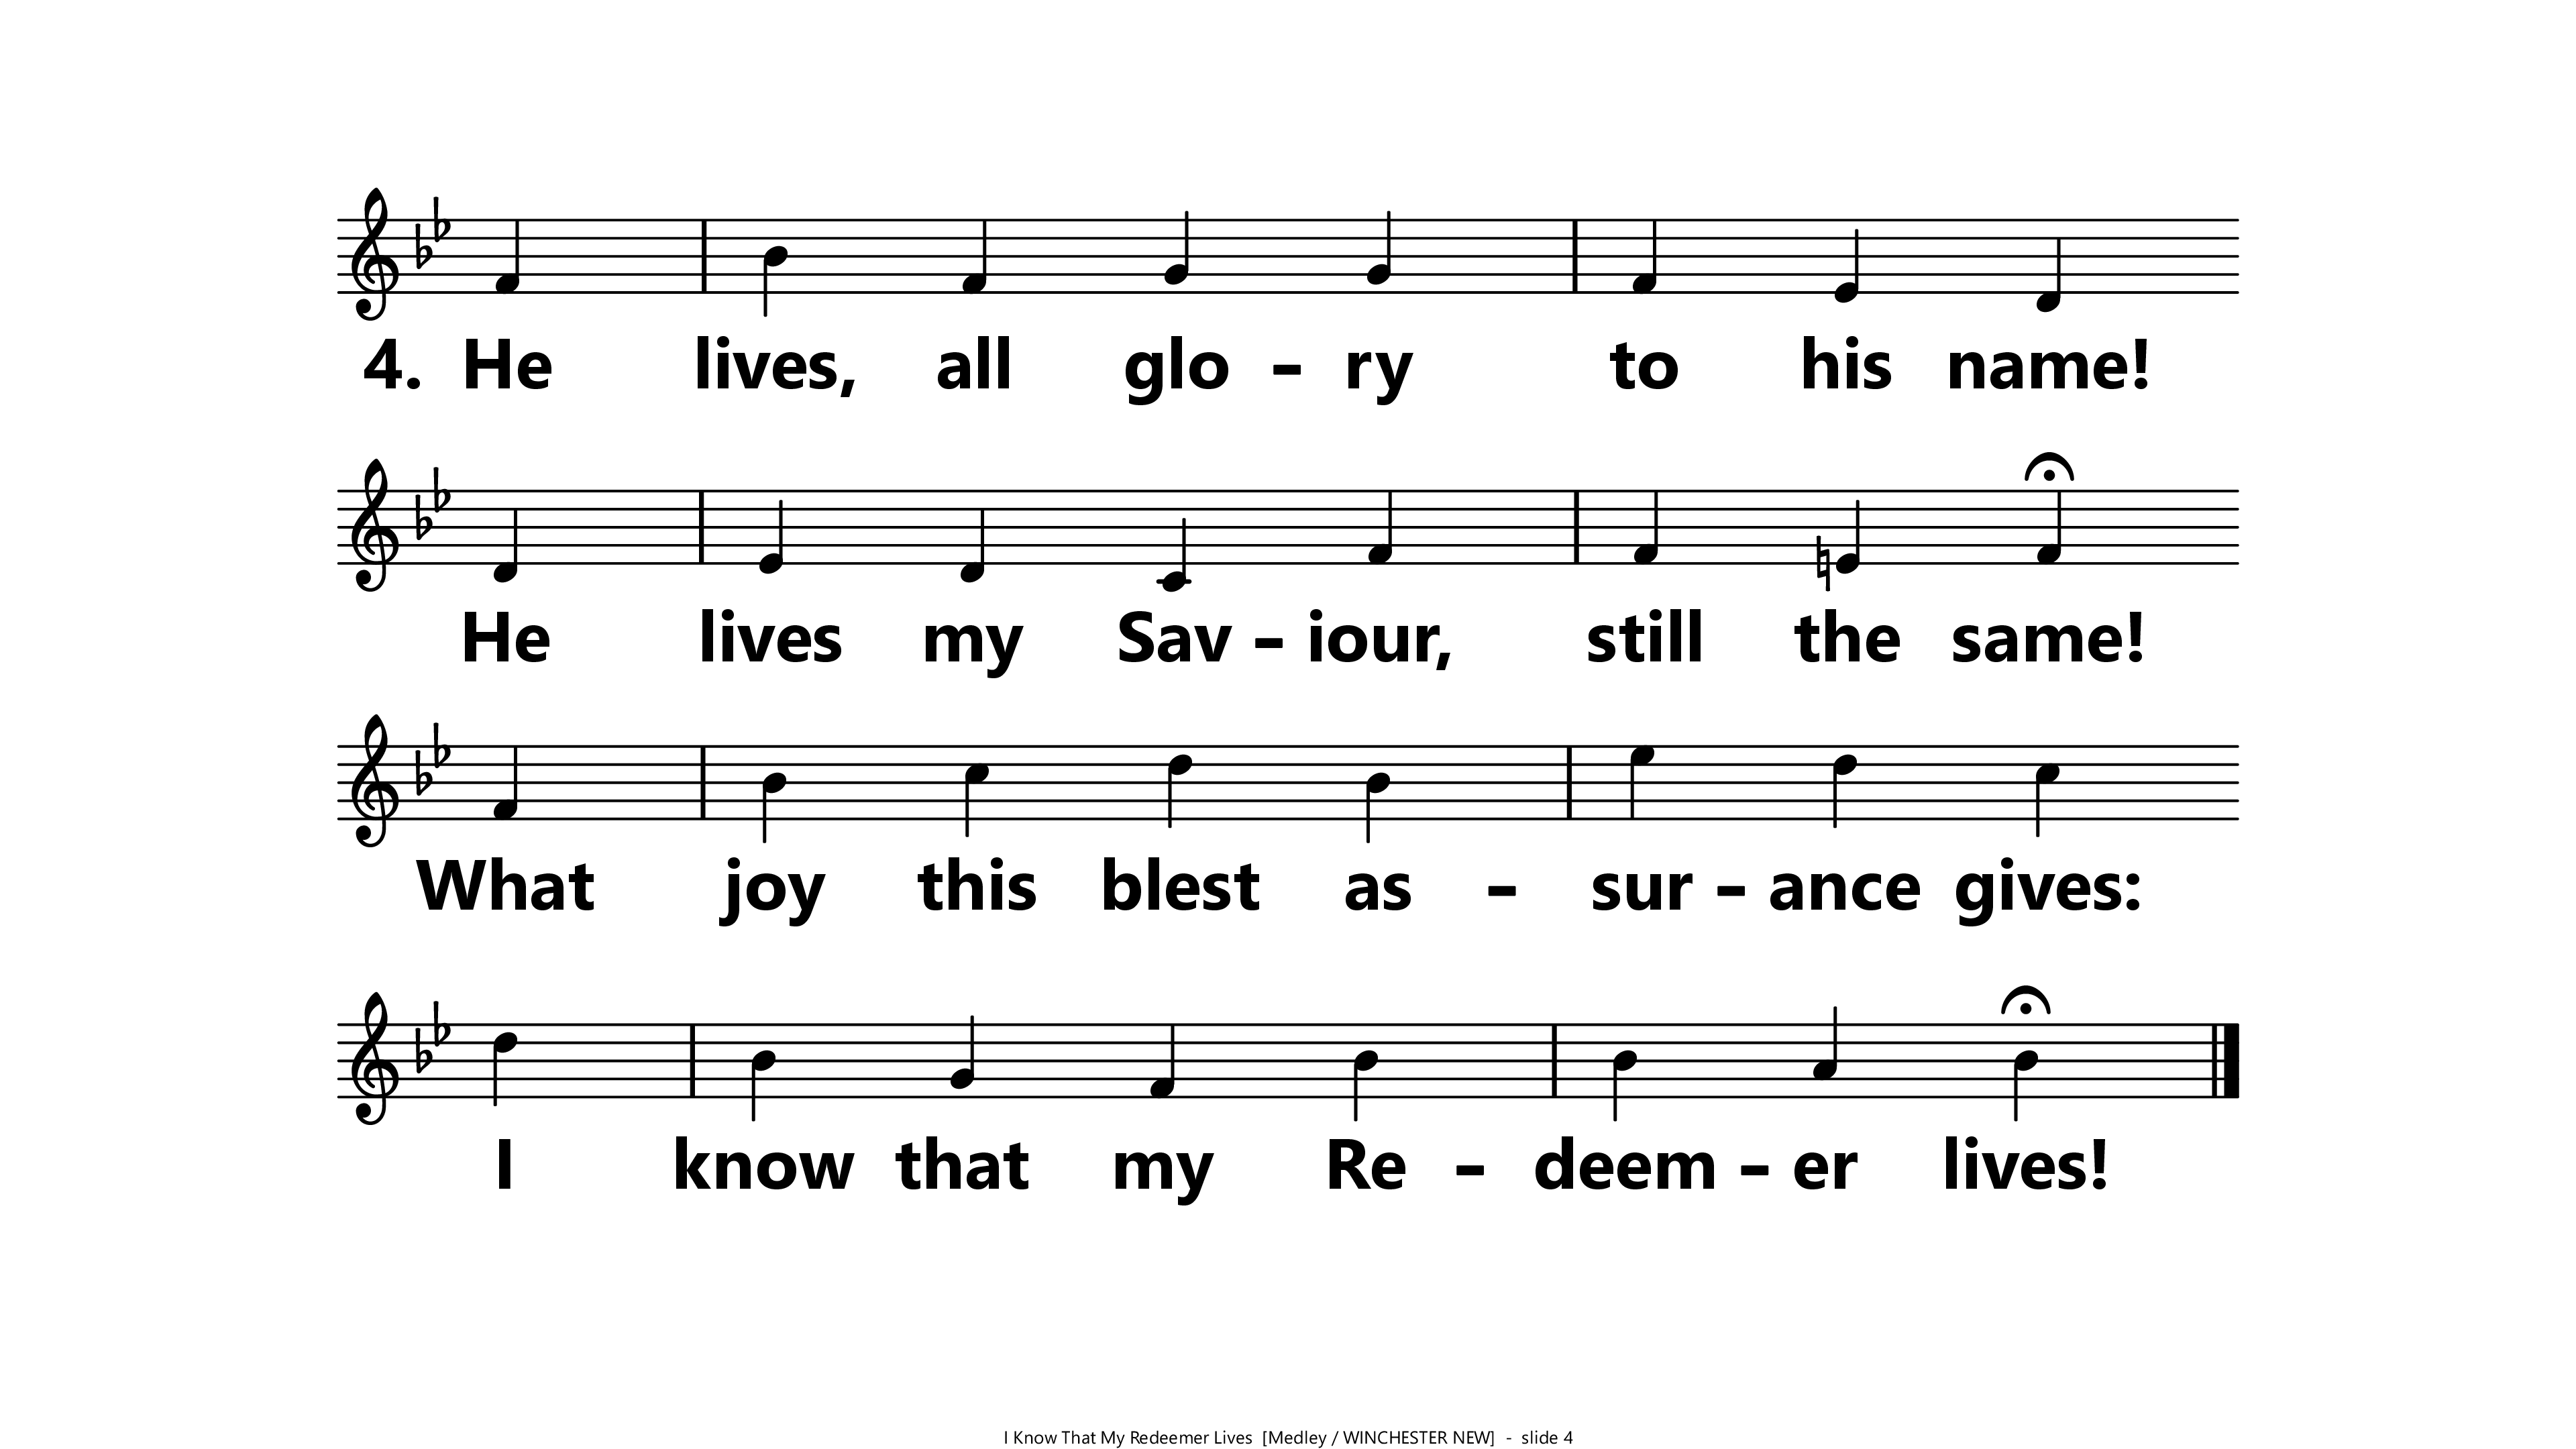 4. He lives, all glo - ry to his name!
He lives my Sav - iour, still the same!
What joy this blest as - sur - ance gives:
I know that my Re - deem - er lives!
I Know That My Redeemer Lives [Medley / WINCHESTER NEW] - slide 4